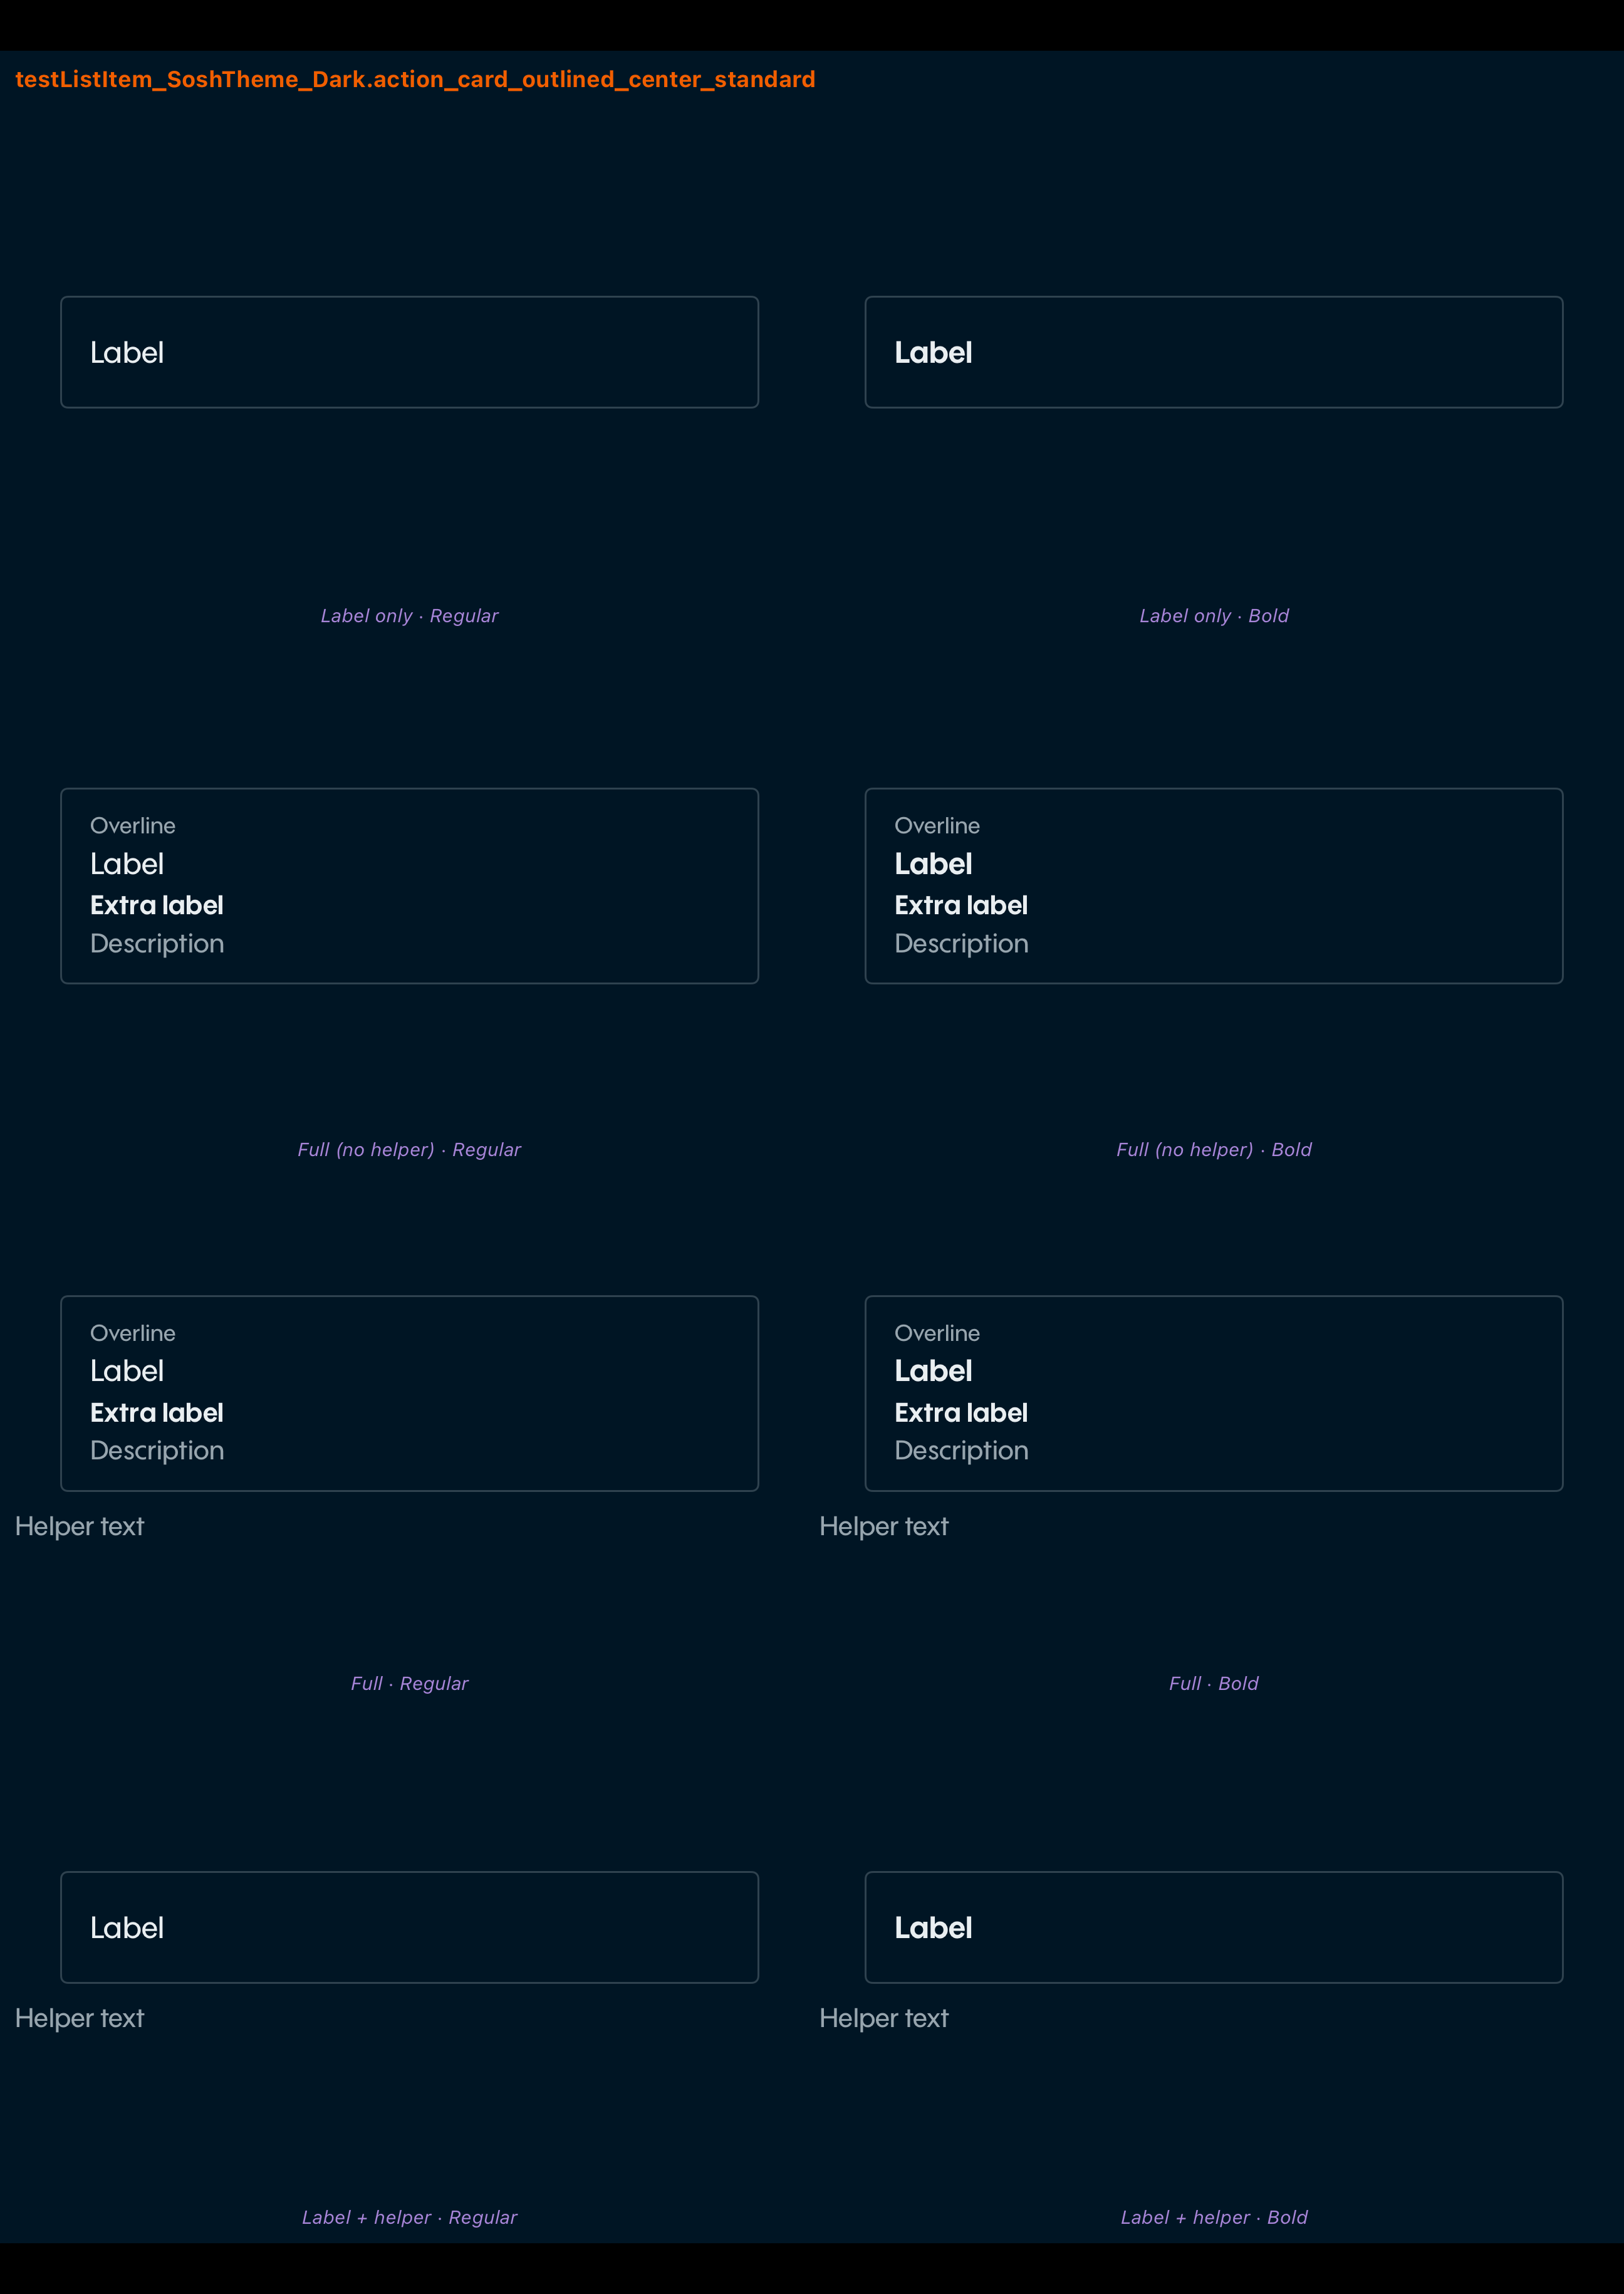 testListItem_SoshTheme_Dark.action_card_outlined_center_standard
Label
Label
Label only · Regular
Label only · Bold
Overline
Label
Extra label
Description
Overline
Label
Extra label
Description
Full (no helper) · Regular
Full (no helper) · Bold
Overline
Label
Extra label
Description
Helper text
Overline
Label
Extra label
Description
Helper text
Full · Regular
Full · Bold
Label
Helper text
Label
Helper text
Label + helper · Regular
Label + helper · Bold